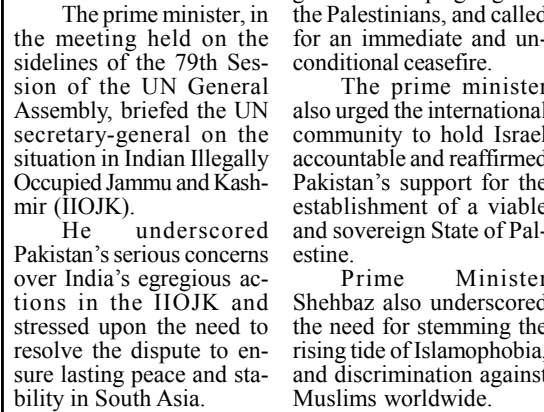 The prime minister, in
the meeting held on the
sidelines of the 79th Ses-
sion of the UN General
Assembly, briefed the UN
secretary-general on the
situation in Indian Illegally
Occupied Jammu and Kash-
mir (IIOJK).
He underscored
Pakistan's serious concerns
over India's egregious ac-
tions in the IIOJK and
stressed upon the need to
resolve the dispute to en-
sure lasting peace and sta-
bility in South Asia.
the Palestinians, and called
for an immediate and un-
conditional ceasefire.
The prime minister
also urged the international
community to hold Israel
accountable and reaffirmed
Pakistan's support for the
establishment of a viable
and sovereign State of Pal-
estine.
Prime Minister
Shehbaz also underscored
the need for stemming the
rising tide of Islamophobia,
and discrimination against
Muslims worldwide.